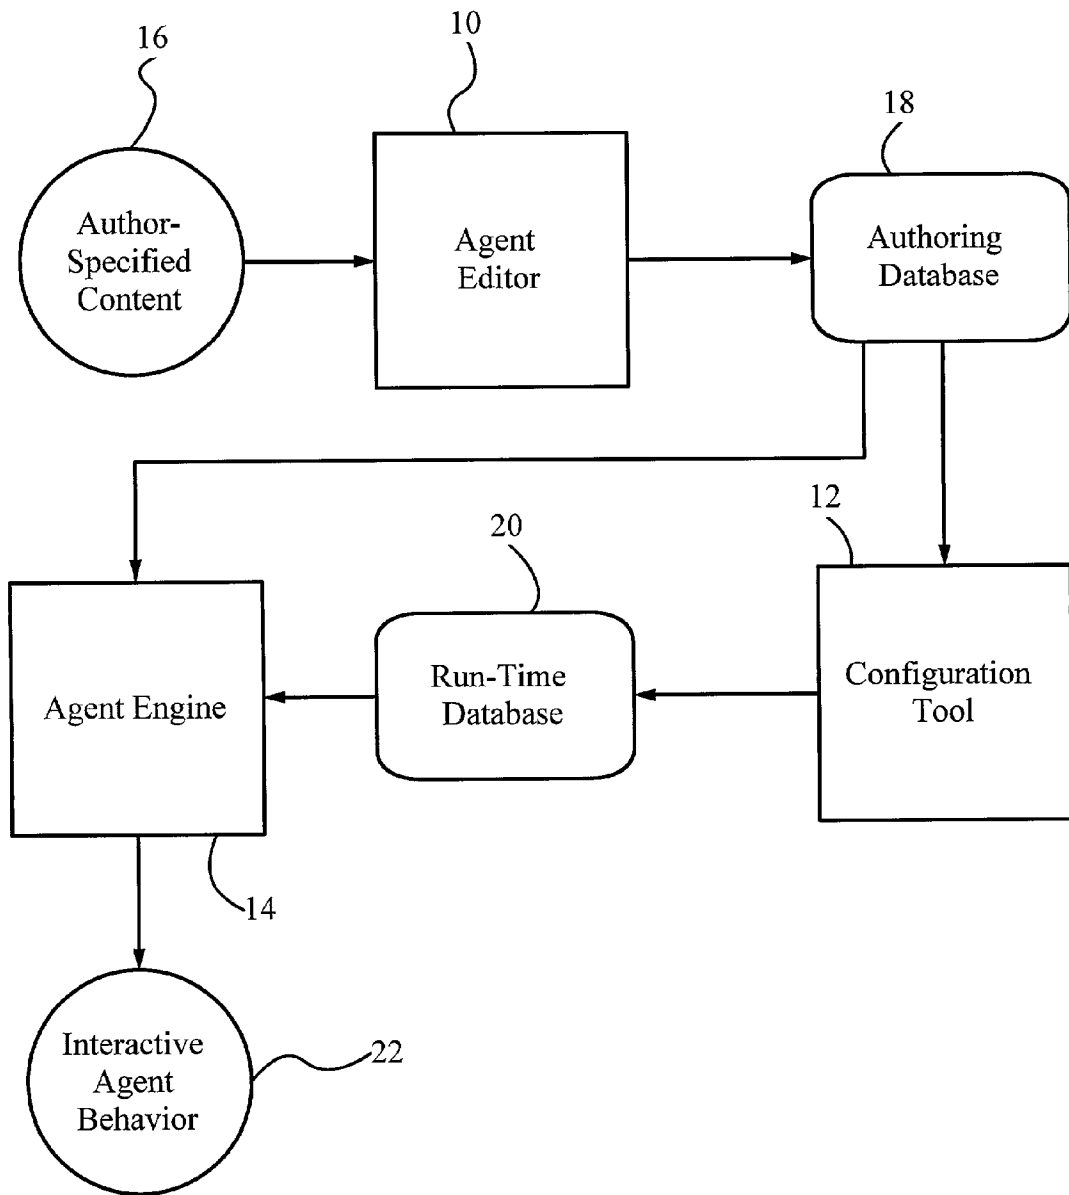 16
10
18
Author-
Specified
Content
Agent
Editor
Authoring
Database
12
20
Agent Engine
Run-Time
Database
Configuration
Tool
14
Interactive
Agent
Behavior
22